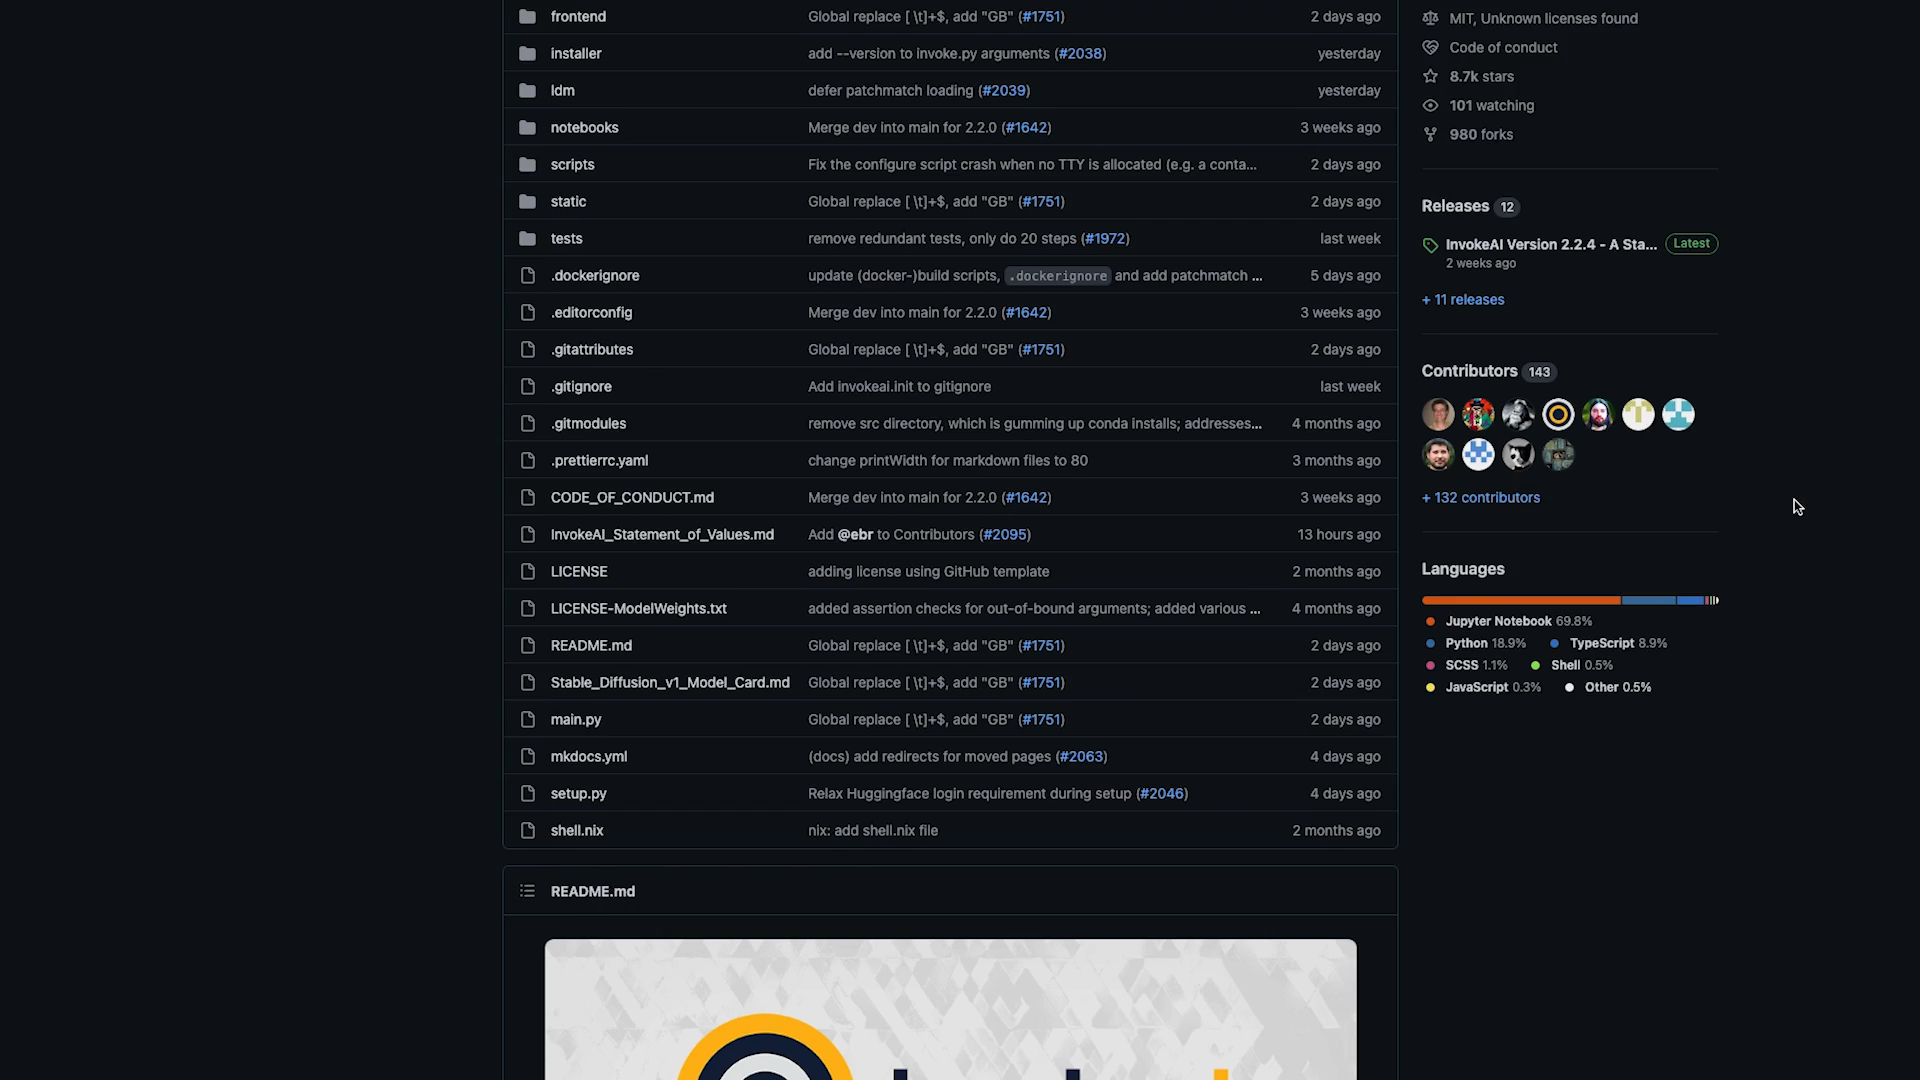 frontend Global replace [ \t]+$, add "GB" (#1751) 2 days ago
installer add --version to invoke.py arguments (#2038) yesterday
ldm defer patchmatch loading (#2039) yesterday
notebooks Merge dev into main for 2.2.0 (#1642) 3 weeks ago
scripts Fix the configure script crash when no TTY is allocated (e.g. a conta... 2 days ago
static Global replace [ \t]+$, add "GB" (#1751) 2 days ago
tests remove redundant tests, only do 20 steps (#1972) last week
.dockerignore update (docker-)build scripts, .dockerignore and add patchmatch ... 5 days ago
.editorconfig Merge dev into main for 2.2.0 (#1642) 3 weeks ago
.gitattributes Global replace [ \t]+$, add "GB" (#1751) 2 days ago
.gitignore Add invokeai.init to gitignore last week
.gitmodules remove src directory, which is gumming up conda installs; addresses... 4 months ago
.prettierrc.yaml change printWidth for markdown files to 80 3 months ago
CODE_OF_CONDUCT.md Merge dev into main for 2.2.0 (#1642) 3 weeks ago
InvokeAI_Statement_of_Values.md Add @ebr to Contributors (#2095) 13 hours ago
LICENSE adding license using GitHub template 2 months ago
LICENSE-ModelWeights.txt added assertion checks for out-of-bound arguments; added various ... 4 months ago
README.md Global replace [ \t]+$, add "GB" (#1751) 2 days ago
Stable_Diffusion_v1_Model_Card.md Global replace [ \t]+$, add "GB" (#1751) 2 days ago
main.py Global replace [ \t]+$, add "GB" (#1751) 2 days ago
mkdocs.yml (docs) add redirects for moved pages (#2063) 4 days ago
setup.py Relax Huggingface login requirement during setup (#2046) 4 days ago
shell.nix nix: add shell.nix file 2 months ago
README.md
MIT, Unknown licenses found
Code of conduct
8.7k stars
101 watching
980 forks
Releases 12
InvokeAI Version 2.2.4 - A Sta... Latest
2 weeks ago
+ 11 releases
Contributors 143
+ 132 contributors
Languages
Jupyter Notebook 69.8%
Python 18.9% TypeScript 8.9%
SCSS 1.1% Shell 0.5%
JavaScript 0.3% Other 0.5%